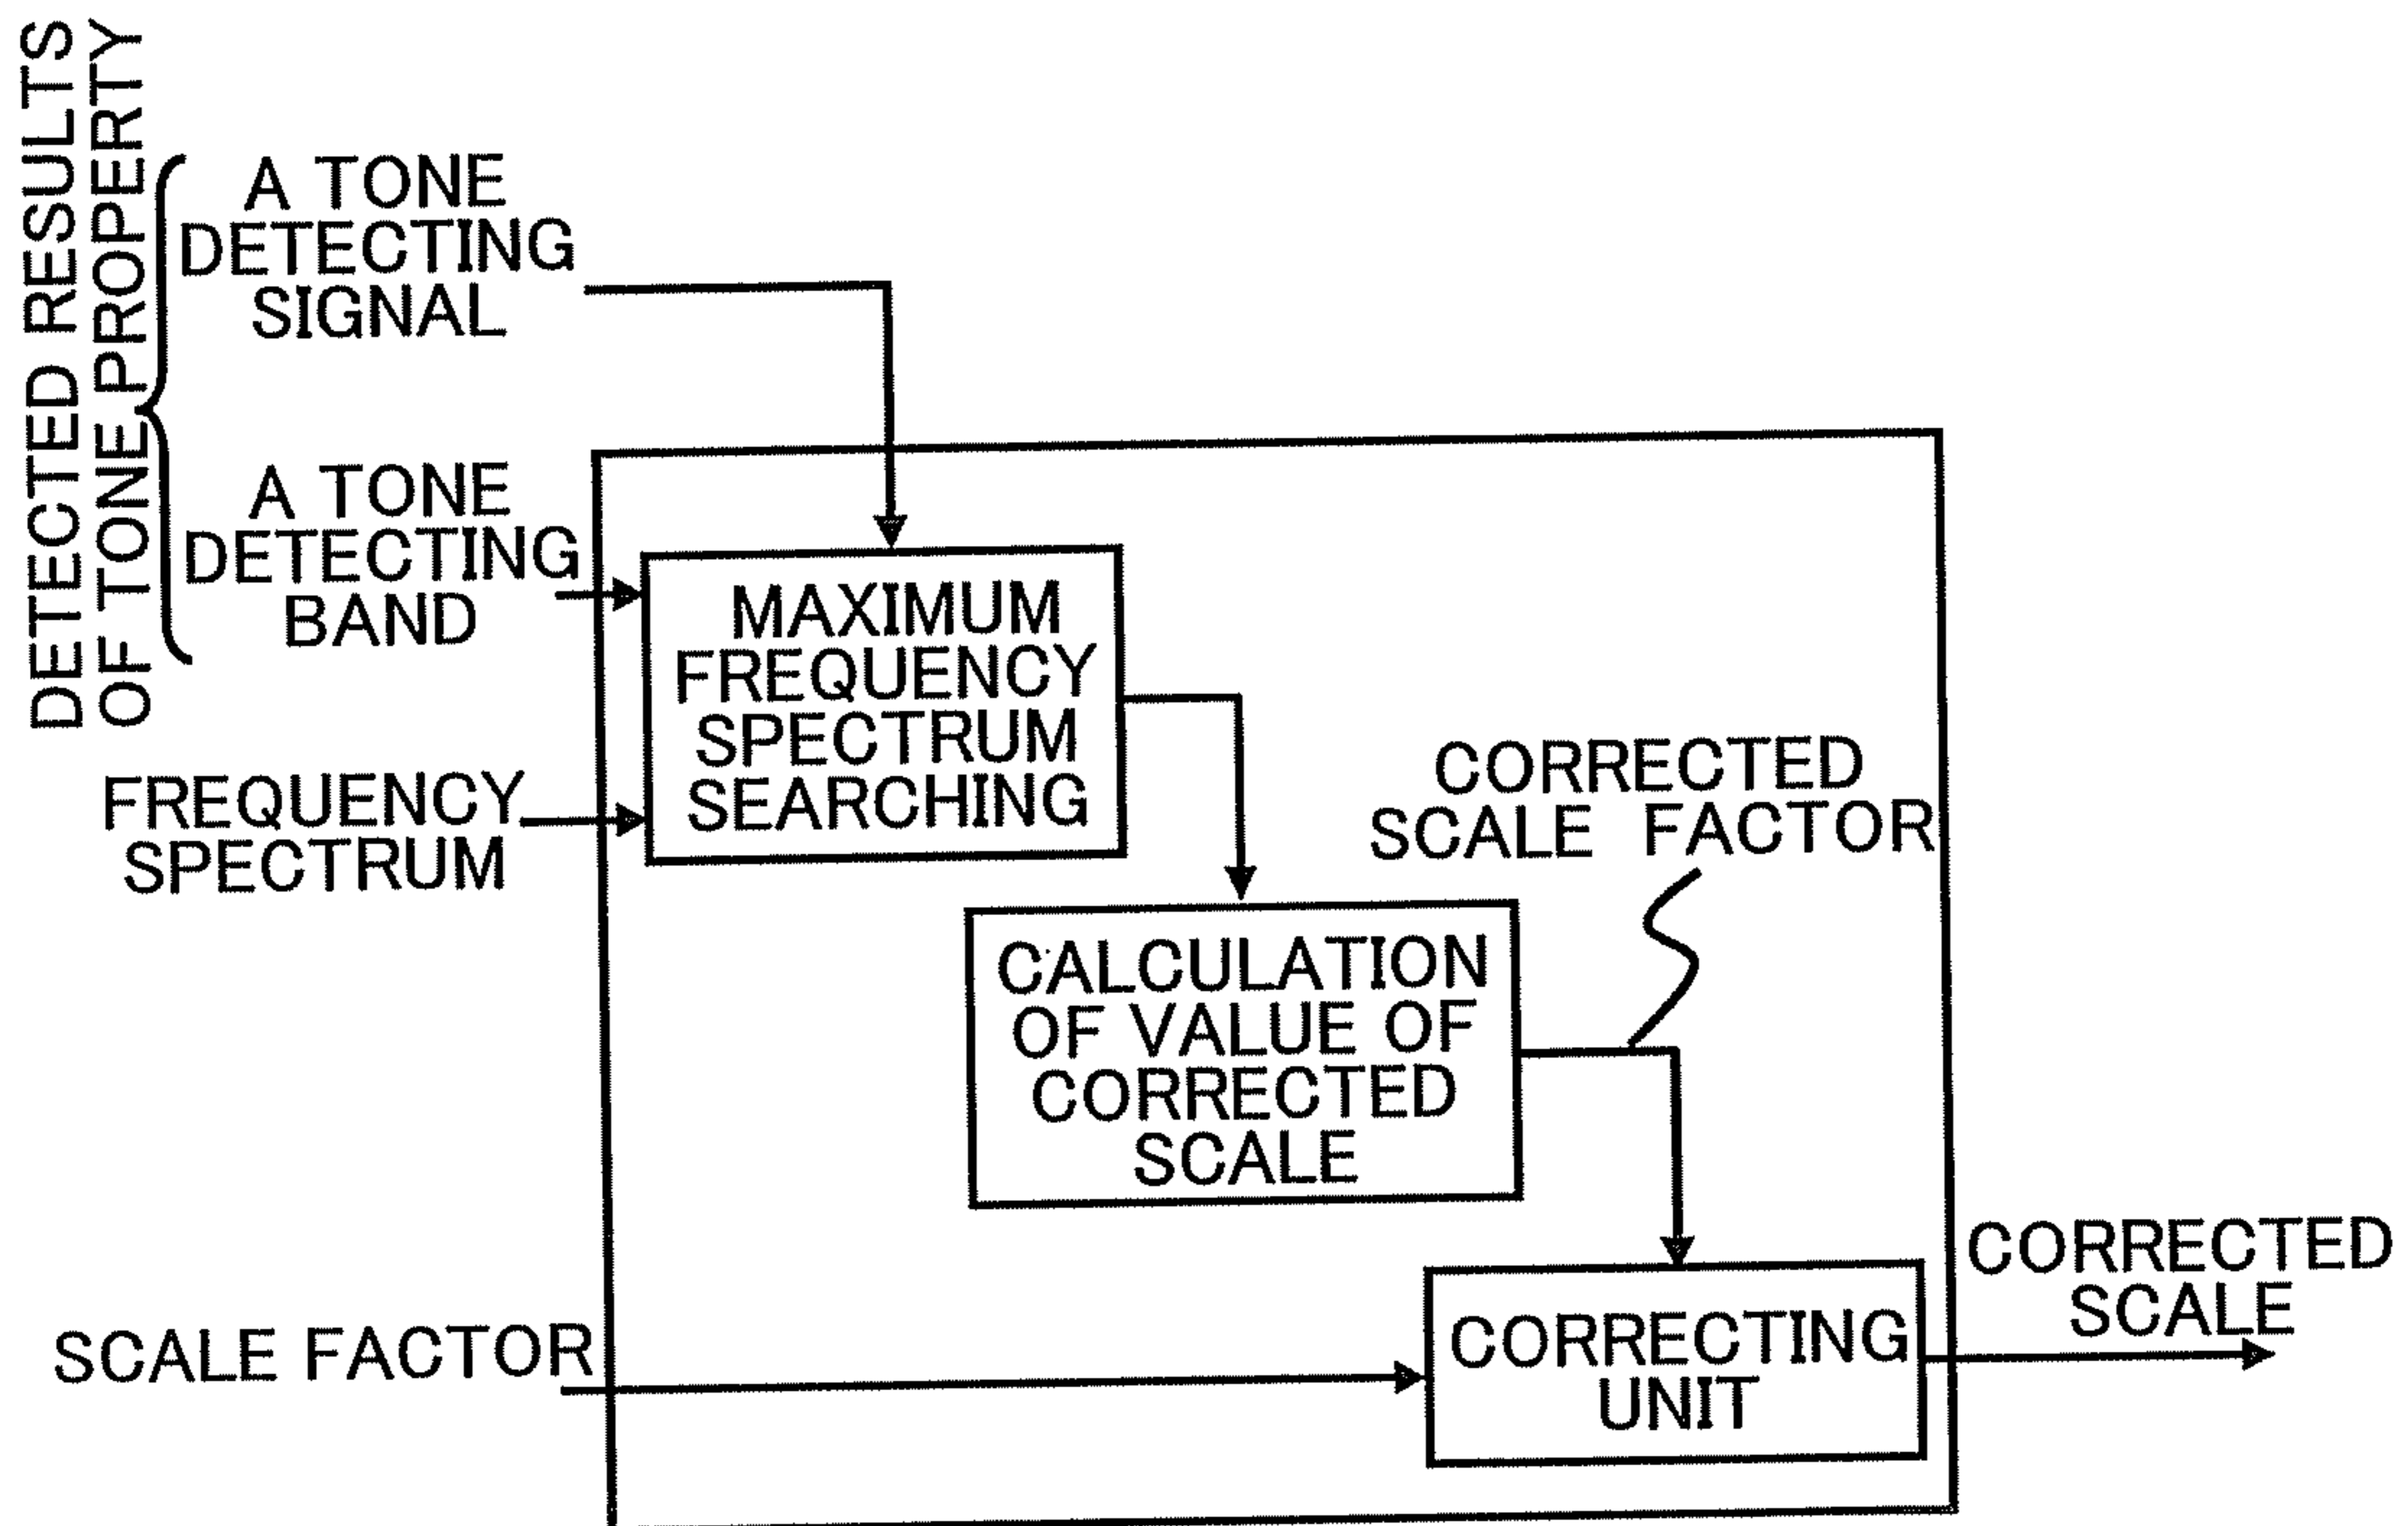 DETECTED RESULTS
OF TONE PROPERTY
A TONE
DETECTING
SIGNAL
A TONE
DETECTING
BAND
FREQUENCY
SPECTRUM
MAXIMUM
FREQUENCY
SPECTRUM
SEARCHING
CORRECTED
SCALE FACTOR
CALCULATION
OF VALUE OF
CORRECTED
SCALE
SCALE FACTOR
CORRECTING
UNIT
CORRECTED
SCALE